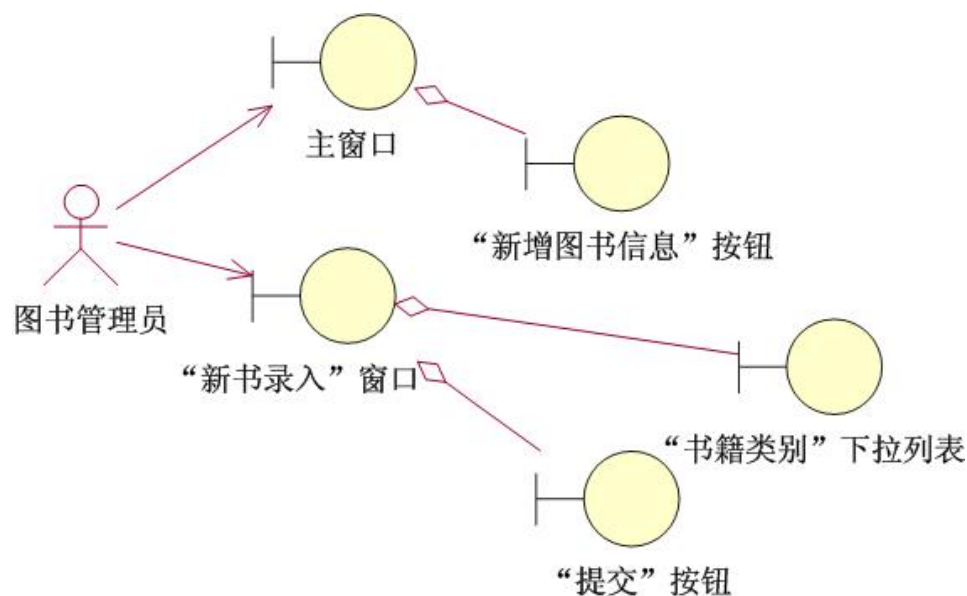 主窗口
“新增图书信息”按钮
图书管理员
“新书录入”窗口
“书籍类别”下拉列表
“提交”按钮